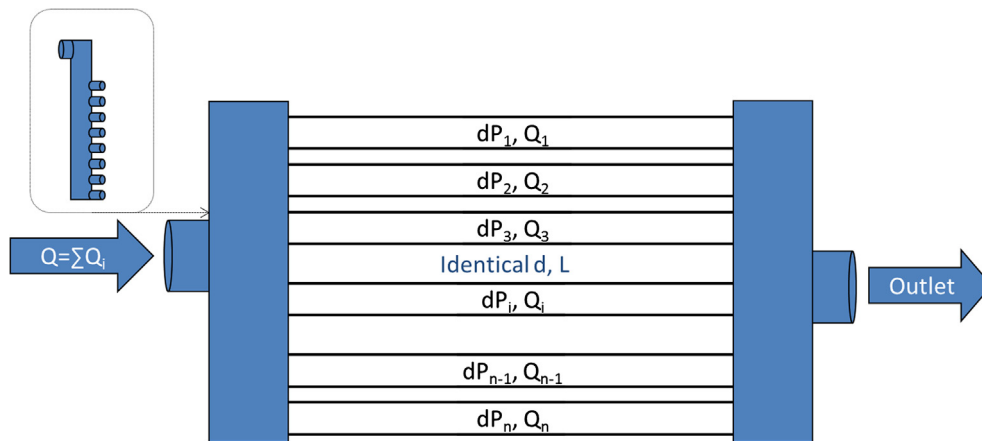 dP₁, Q₁
dP₂, Q₂
dP₃, Q₃
Q=∑Qᵢ
Identical d, L
Outlet
dPᵢ, Qᵢ
dPₙ₋₁, Qₙ₋₁
dPₙ, Qₙ